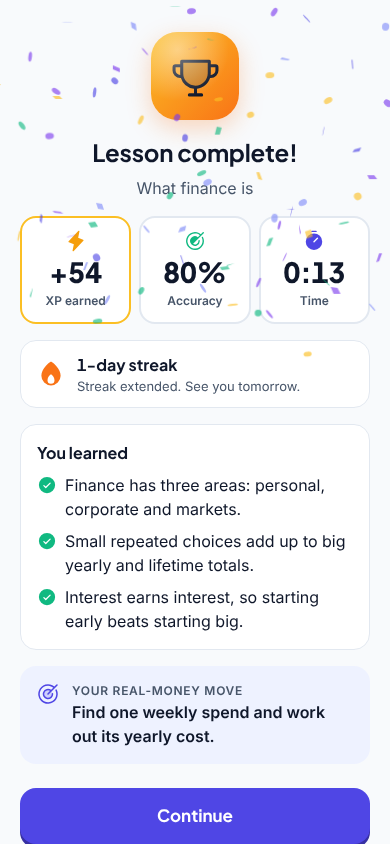 Lesson complete!
What finance is
+54
XP earned
80%
Accuracy
0:13
Time
1-day streak
Streak extended. See you tomorrow.
You learned
Finance has three areas: personal,
corporate and markets.
Small repeated choices add up to big
yearly and lifetime totals.
Interest earns interest, so starting
early beats starting big.
YOUR REAL-MONEY MOVE
Find one weekly spend and work
out its yearly cost.
Continue